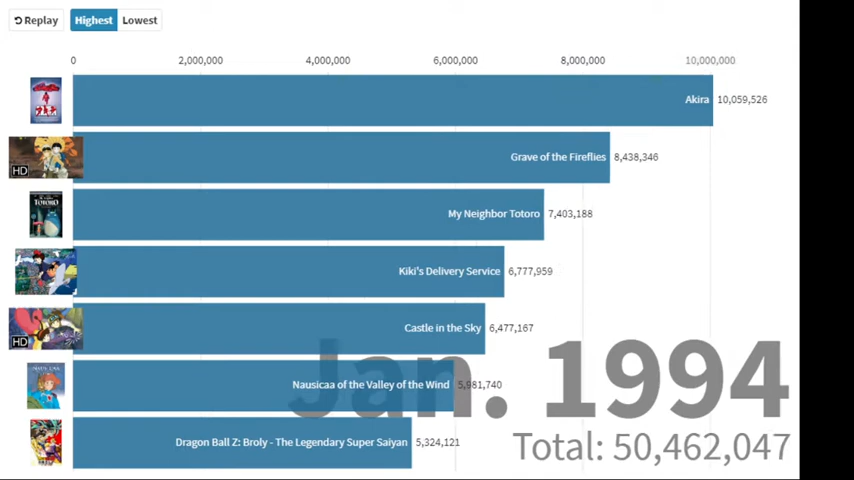 Replay Highest Lowest
0 2,000,000 4,000,000 6,000,000 8,000,000 10,000,000
Akira 10,059,526
HD Grave of the Fireflies 8,438,346
TOTORO My Neighbor Totoro 7,403,188
Kiki's Delivery Service 6,777,959
HD Castle in the Sky 6,477,167
Jan. 1994
Nausicaa of the Valley of the Wind 5,981,740
Dragon Ball Z: Broly - The Legendary Super Saiyan 5,324,121
Total: 50,462,047